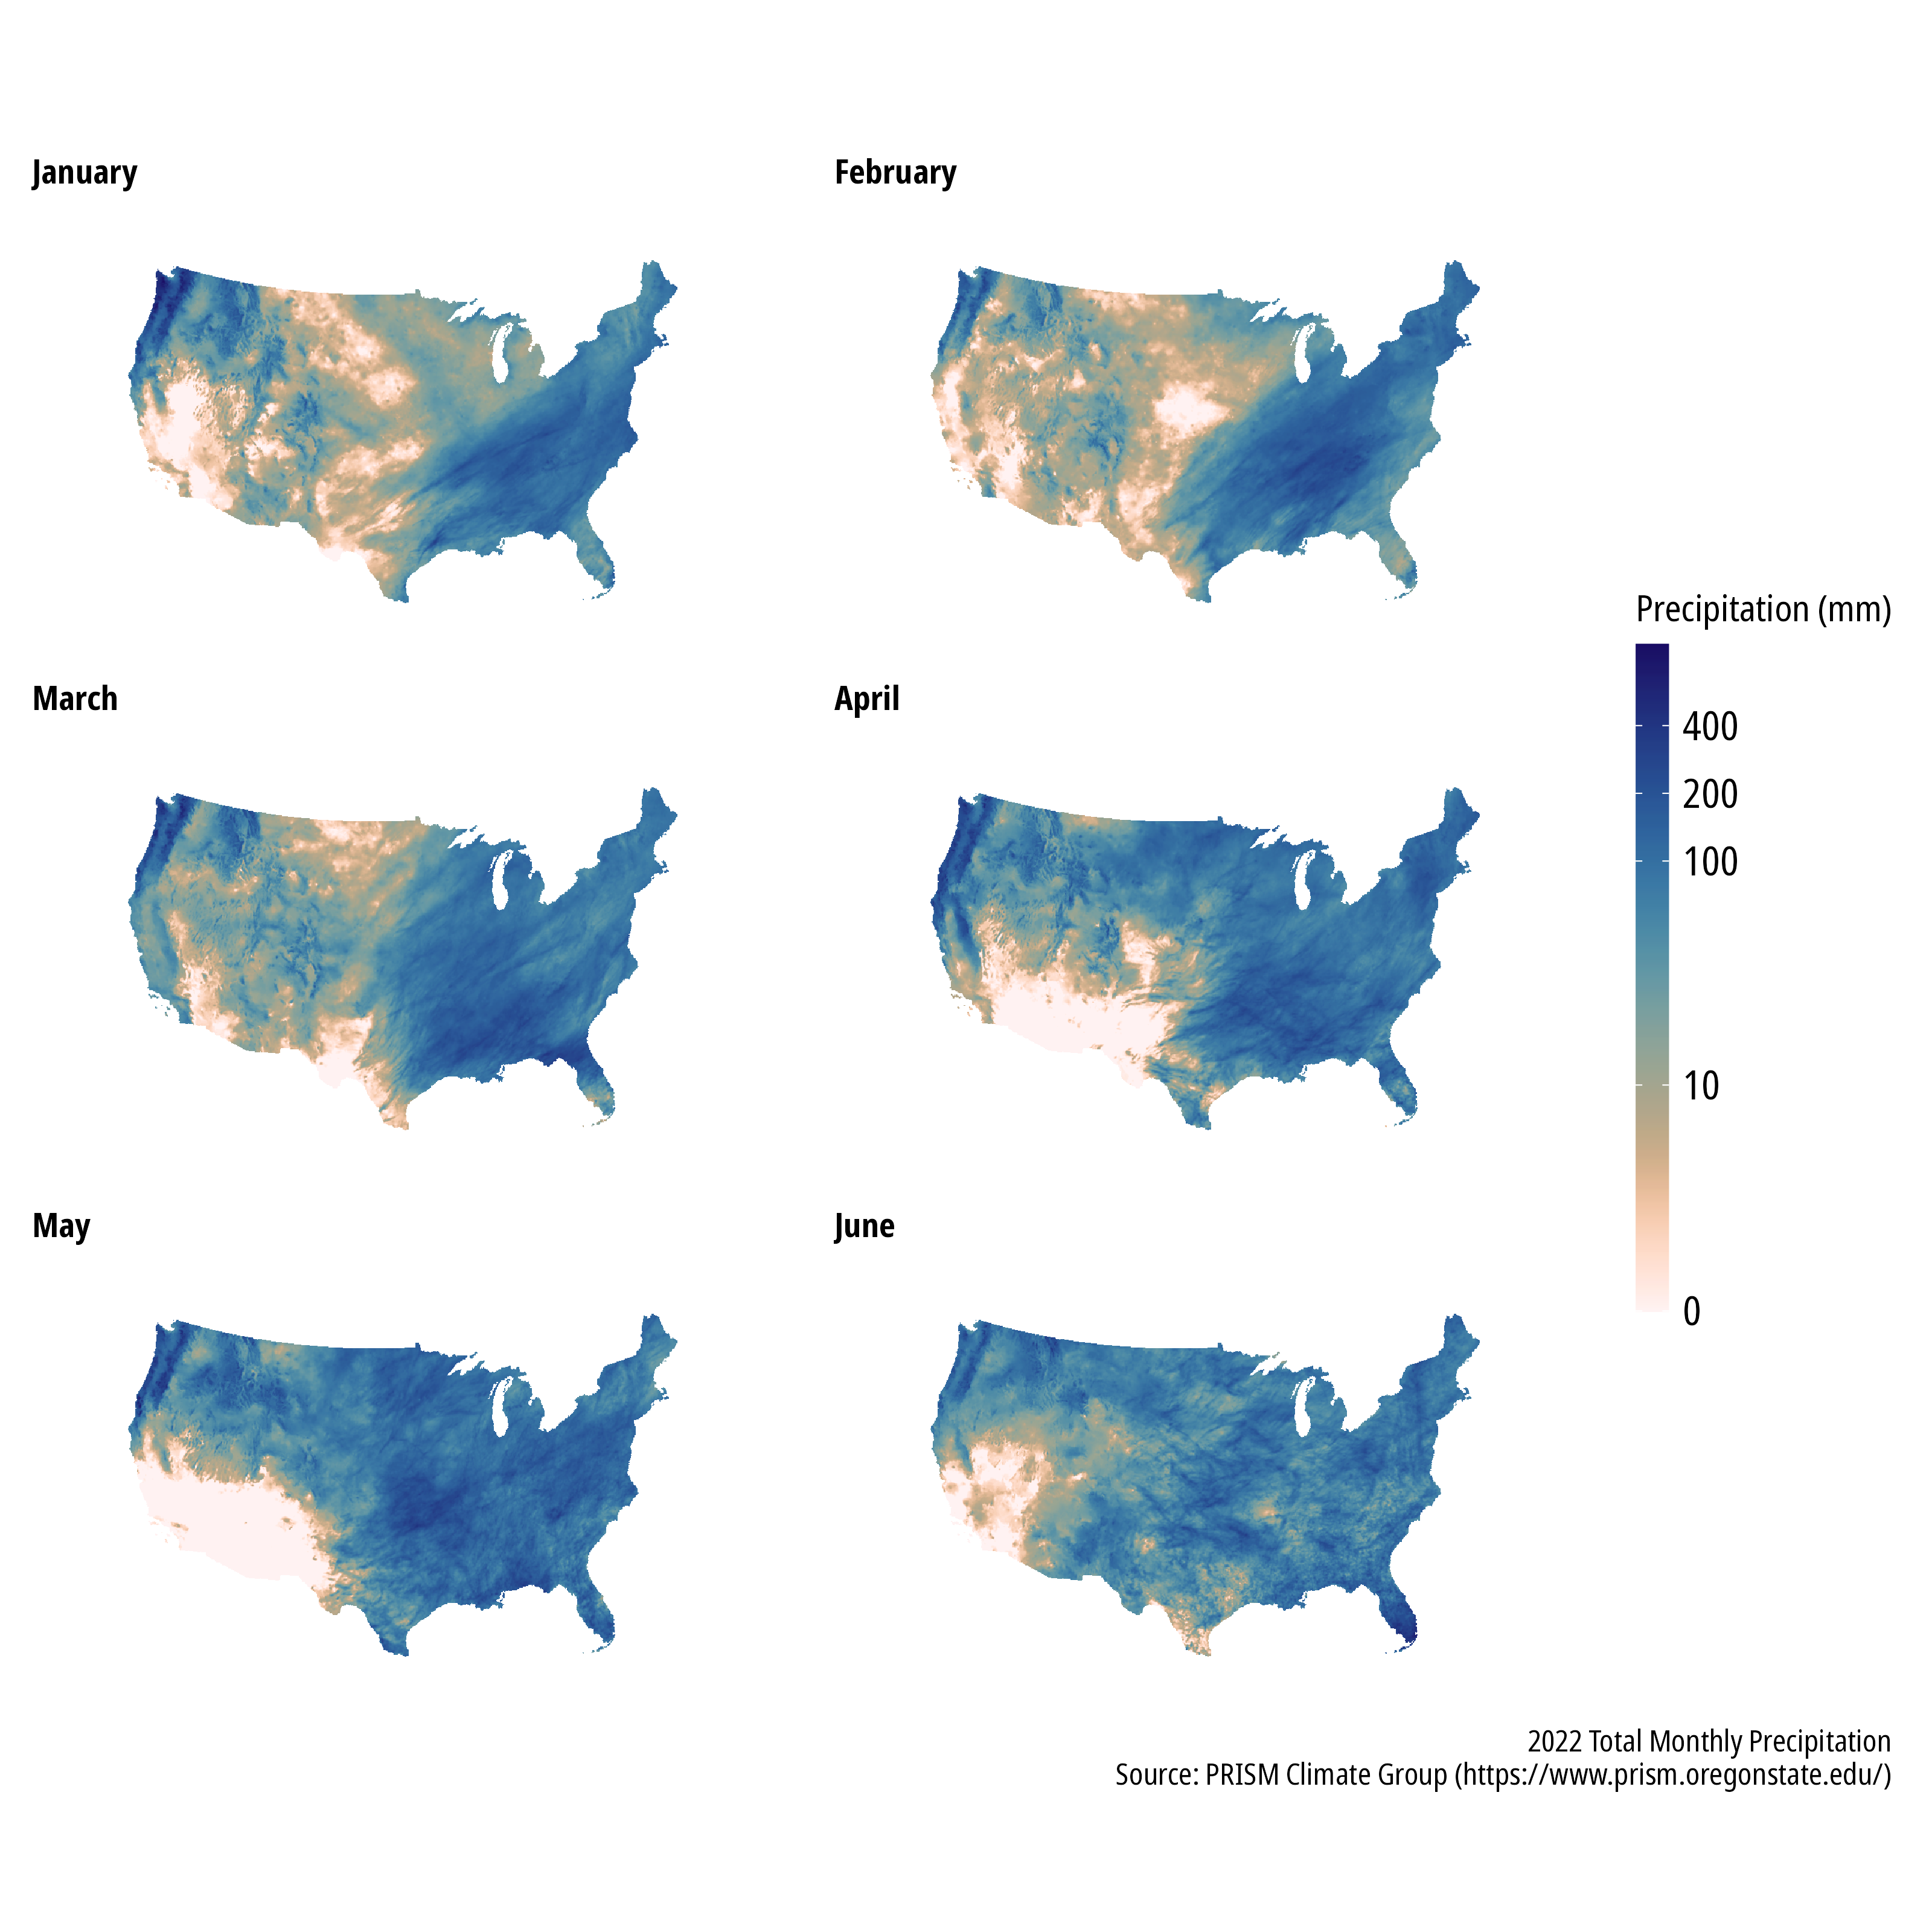 January
February
March
April
May
June
Precipitation (mm)
400
200
100
10
0
2022 Total Monthly Precipitation
Source: PRISM Climate Group (https://www.prism.oregonstate.edu/)